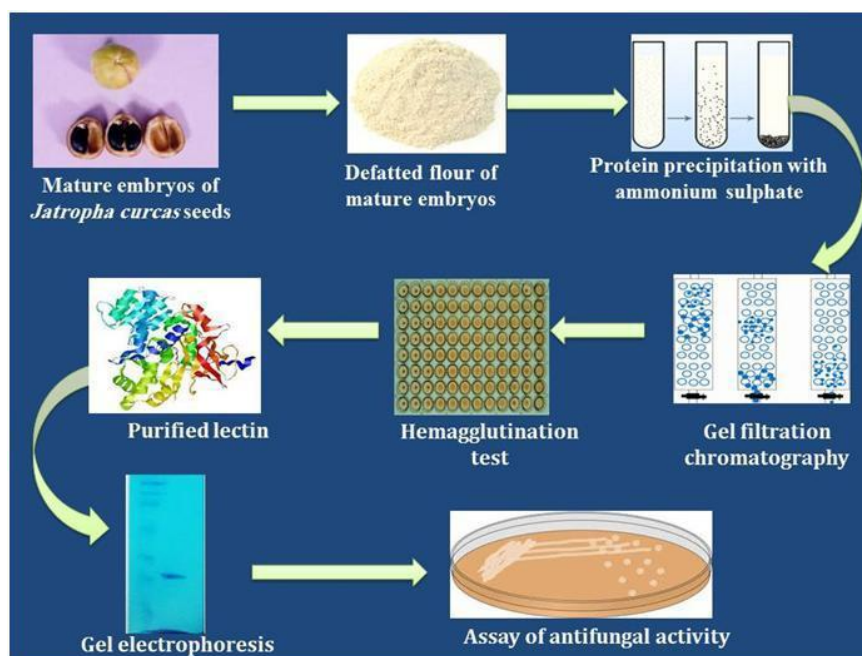 Mature embryos of
Jatropha curcas seeds
Defatted flour of
mature embryos
Protein precipitation with
ammonium sulphate
Gel filtration
chromatography
Hemagglutination
test
Purified lectin
Gel electrophoresis
Assay of antifungal activity